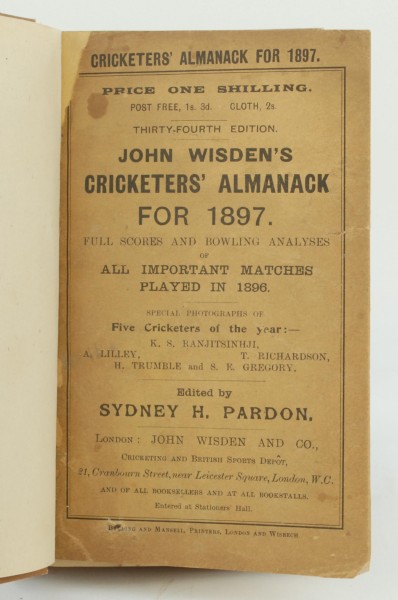 CRICKETERS' ALMANACK FOR 1897.
PRICE ONE SHILLING.
POST FREE, 1s. 3d. CLOTH, 2s.
THIRTY-FOURTH EDITION.
JOHN WISDEN'S
CRICKETERS' ALMANACK
FOR 1897.
FULL SCORES AND BOWLING ANALYSES
OF
ALL IMPORTANT MATCHES
PLAYED IN 1896.
SPECIAL PHOTOGRAPHS OF
Five Cricketers of the year:—
K. S. RANJITSINHJI,
A. LILLEY, T. RICHARDSON,
H. TRUMBLE AND S. E. GREGORY.
Edited by
SYDNEY H. PARDON.
LONDON: JOHN WISDEN AND CO.,
CRICKETING AND BRITISH SPORTS DEPÔT,
21, Cranbourn Street, near Leicester Square, London, W.C.
AND OF ALL BOOKSELLERS AND AT ALL BOOKSTALLS.
Entered at Stationers' Hall.
AND MANSELL, PRINTERS, LONDON AND WISBECH